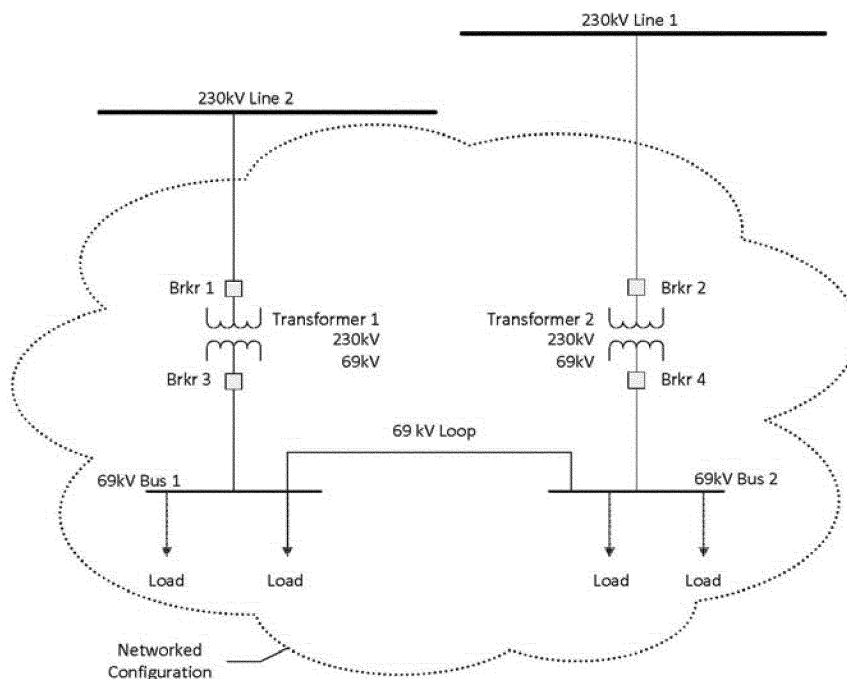 230kV Line 1
230kV Line 2
Brkr 1
Transformer 1
230kV
69kV
Brkr 3
Brkr 2
Transformer 2
230kV
69kV
Brkr 4
69 kV Loop
69kV Bus 1
69kV Bus 2
Load
Load
Load
Load
Networked
Configuration